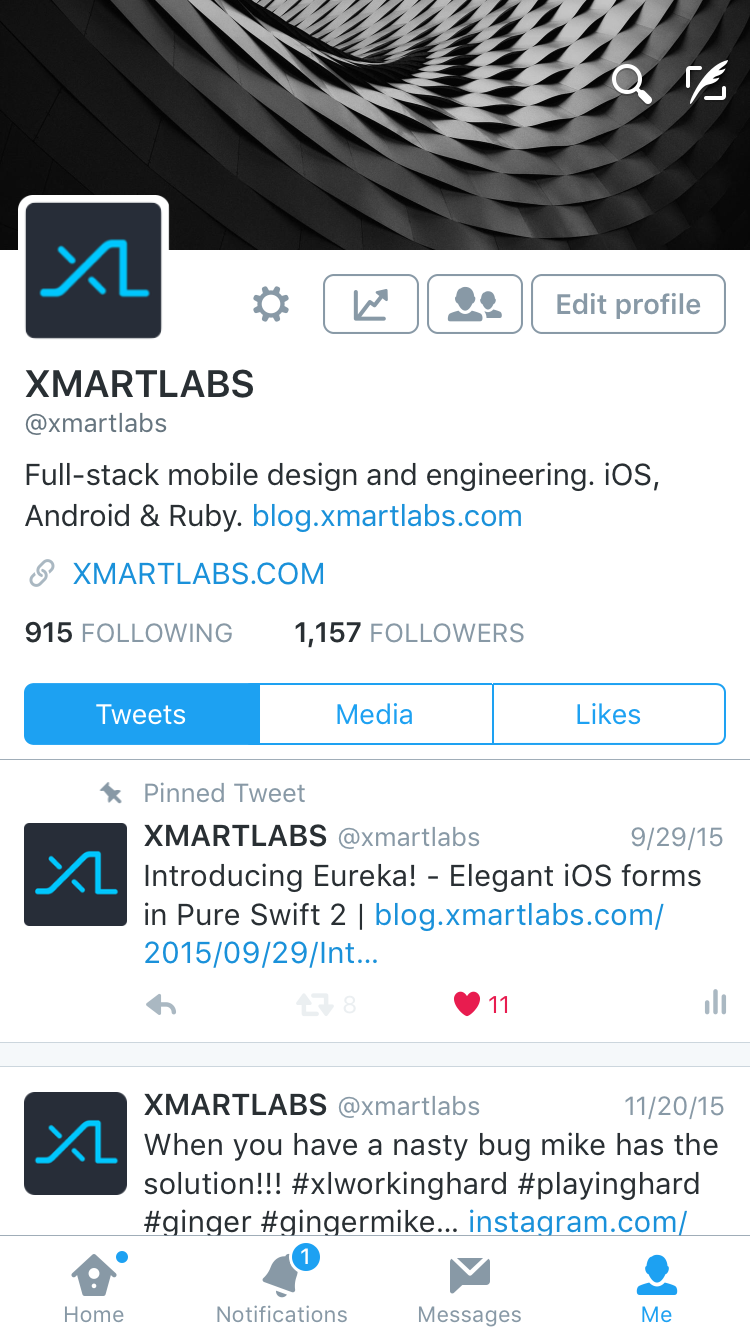 Edit profile
XMARTLABS
@xmartlabs
Full-stack mobile design and engineering. iOS,
Android & Ruby. blog.xmartlabs.com
XMARTLABS.COM
915 FOLLOWING 1,157 FOLLOWERS
Tweets Media Likes
Pinned Tweet
XMARTLABS @xmartlabs 9/29/15
Introducing Eureka! - Elegant iOS forms
in Pure Swift 2 | blog.xmartlabs.com/
2015/09/29/Int...
8 11
XMARTLABS @xmartlabs 11/20/15
When you have a nasty bug mike has the
solution!!! #xlworkinghard #playinghard
#ginger #gingermike... instagram.com/
1
Home Notifications Messages Me